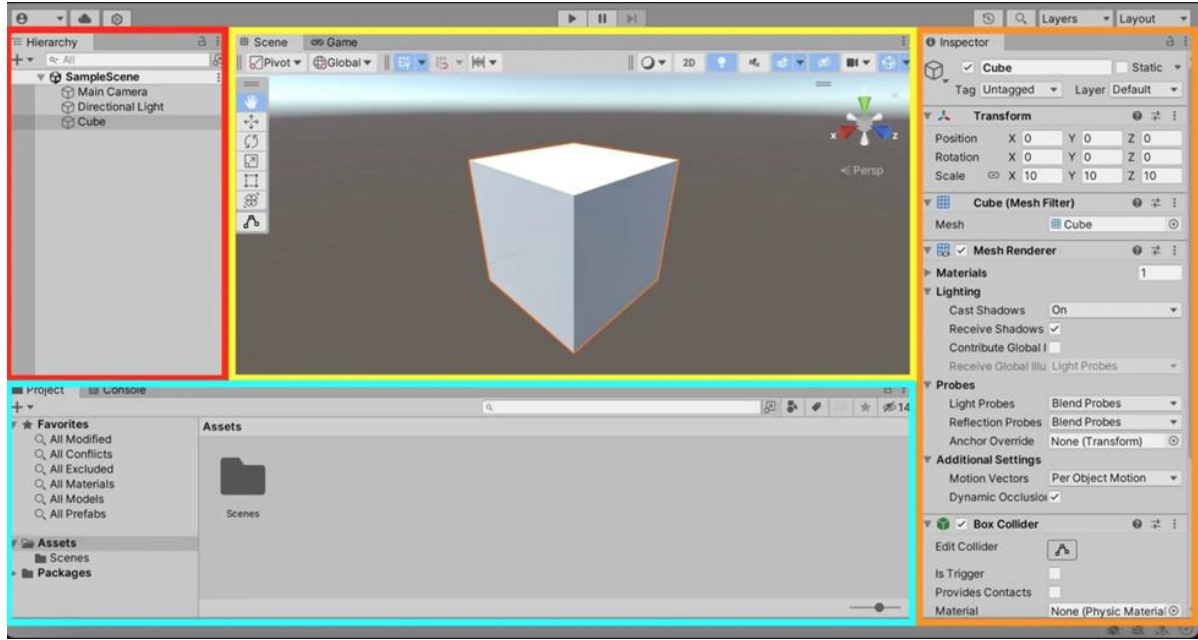 Layers Layout
Hierarchy
All
SampleScene
Main Camera
Directional Light
Cube
Scene Game
Pivot Global 2D
Y
x z
Persp
Inspector
Cube Static
Tag Untagged Layer Default
Transform
Position X 0 Y 0 Z 0
Rotation X 0 Y 0 Z 0
Scale X 10 Y 10 Z 10
Cube (Mesh Filter)
Mesh Cube
Mesh Renderer
Materials 1
Lighting
Cast Shadows On
Receive Shadows
Contribute Global I
Receive Global Illu Light Probes
Probes
Light Probes Blend Probes
Reflection Probes Blend Probes
Anchor Override None (Transform)
Additional Settings
Motion Vectors Per Object Motion
Dynamic Occlusion
Box Collider
Edit Collider
Is Trigger
Provides Contacts
Material None (Physic Material
Project Console
14
Favorites
All Modified
All Conflicts
All Excluded
All Materials
All Models
All Prefabs
Assets
Scenes
Packages
Assets
Scenes